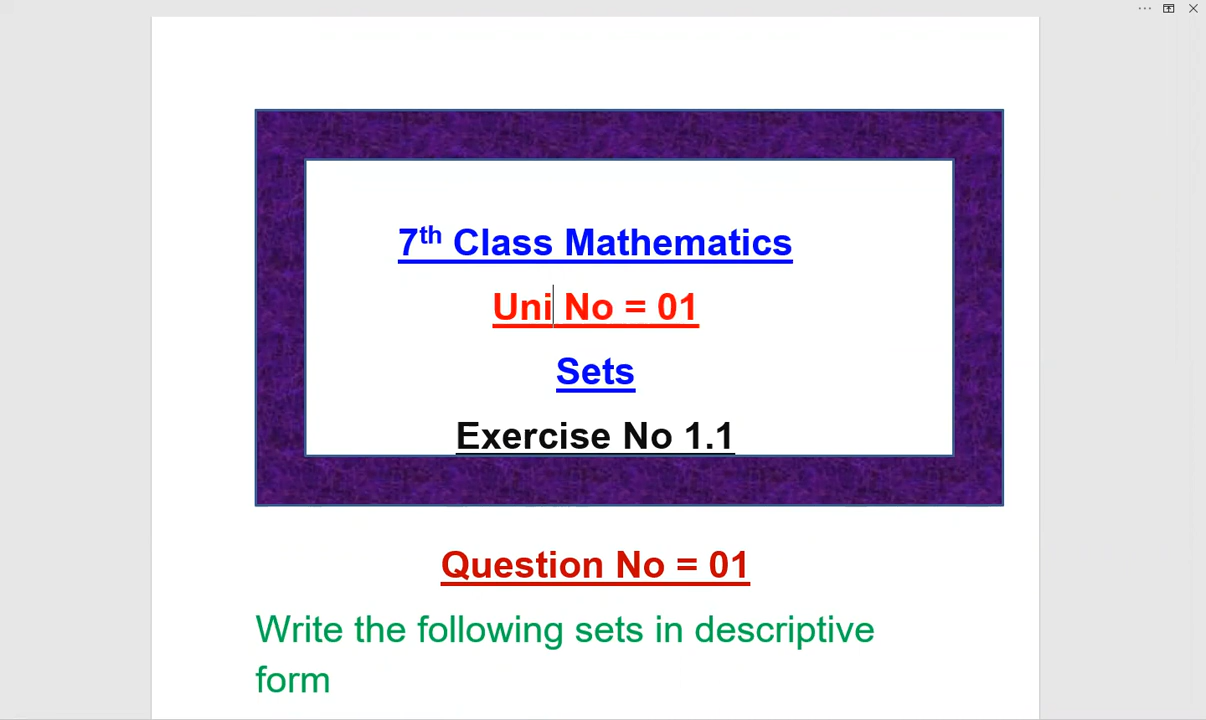 7th Class Mathematics
Uni No = 01
Sets
Exercise No 1.1
Question No = 01
Write the following sets in descriptive
form